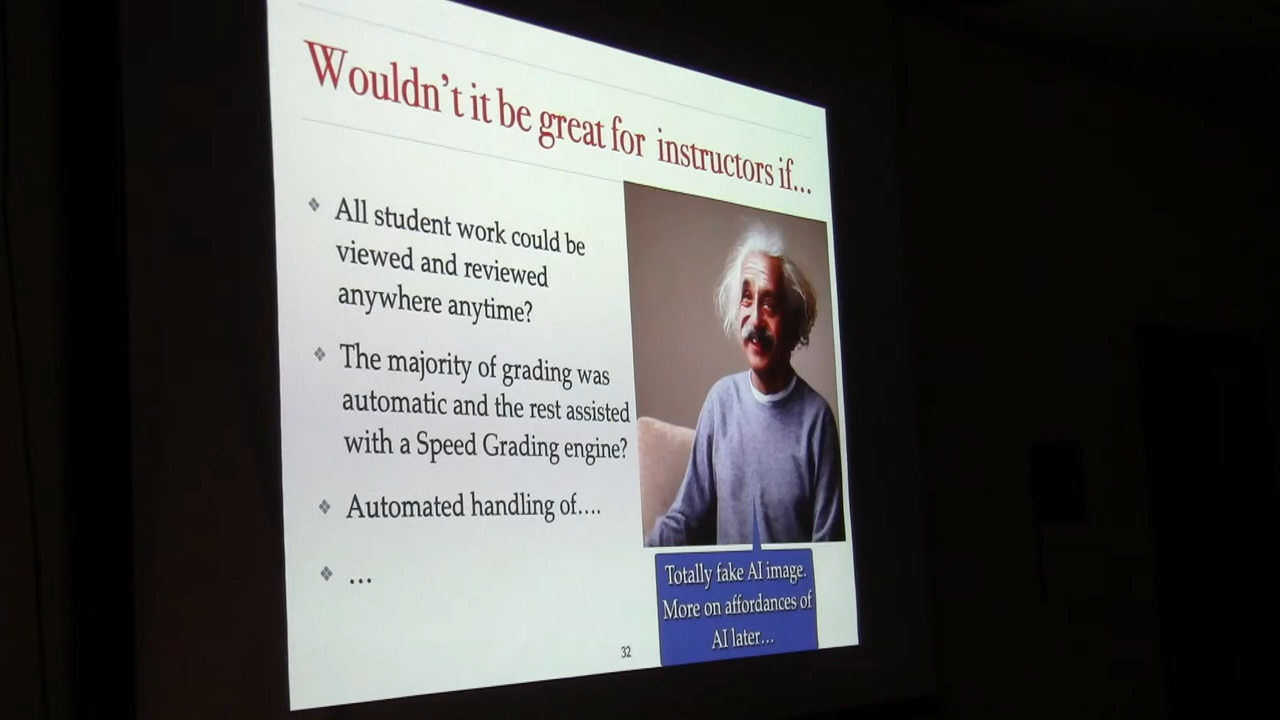 Wouldn't it be great for instructors if...
❖ All student work could be
viewed and reviewed
anywhere anytime?
❖ The majority of grading was
automatic and the rest assisted
with a Speed Grading engine?
❖ Automated handling of....
❖ ...
Totally fake AI image.
More on affordances of
AI later...
32